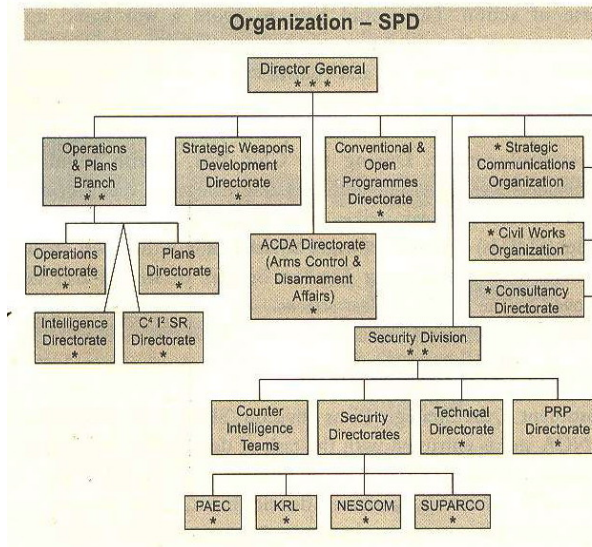 Organization – SPD
Director General
* * *
Operations
& Plans
Branch
* *
Strategic Weapons
Development
Directorate
*
Conventional &
Open
Programmes
Directorate
*
* Strategic
Communications
Organization
Operations
Directorate
*
Plans
Directorate
*
ACDA Directorate
(Arms Control &
Disarmament
Affairs)
*
* Civil Works
Organization
* Consultancy
Directorate
Intelligence
Directorate
*
C⁴ I² SR
Directorate
*
Security Division
* *
Counter
Intelligence
Teams
Security
Directorates
Technical
Directorate
*
PRP
Directorate
*
PAEC
*
KRL
*
NESCOM
*
SUPARCO
*